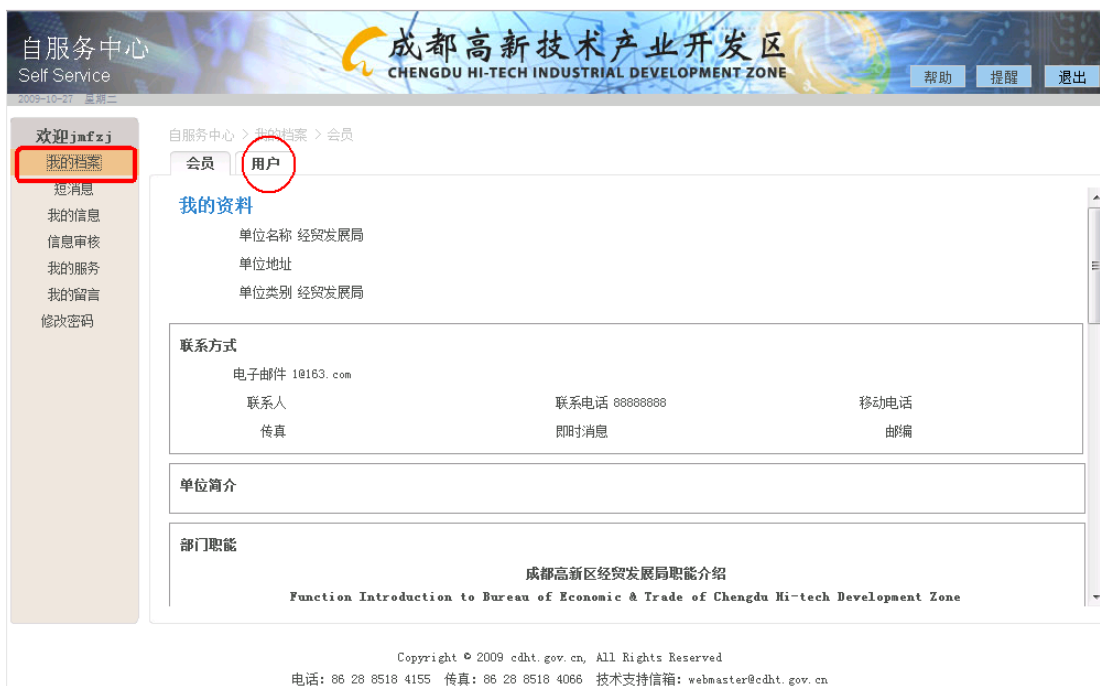 自服务中心
Self Service
成都高新技术产业开发区
CHENGDU HI-TECH INDUSTRIAL DEVELOPMENT ZONE
帮助 提醒 退出
2009-10-27 星期二
欢迎jmfzj
我的档案
短消息
我的信息
信息审核
我的服务
我的留言
修改密码
自服务中心 > 我的档案 > 会员
会员 用户
我的资料
单位名称 经贸发展局
单位地址
单位类别 经贸发展局
联系方式
电子邮件 1@163.com
联系人 联系电话 88888888 移动电话
传真 即时消息 邮编
单位简介
部门职能
成都高新区经贸发展局职能介绍
Function Introduction to Bureau of Economic & Trade of Chengdu Hi-tech Development Zone
Copyright © 2009 cdht.gov.cn, All Rights Reserved
电话: 86 28 8518 4155 传真: 86 28 8518 4066 技术支持信箱: webmaster@cdht.gov.cn